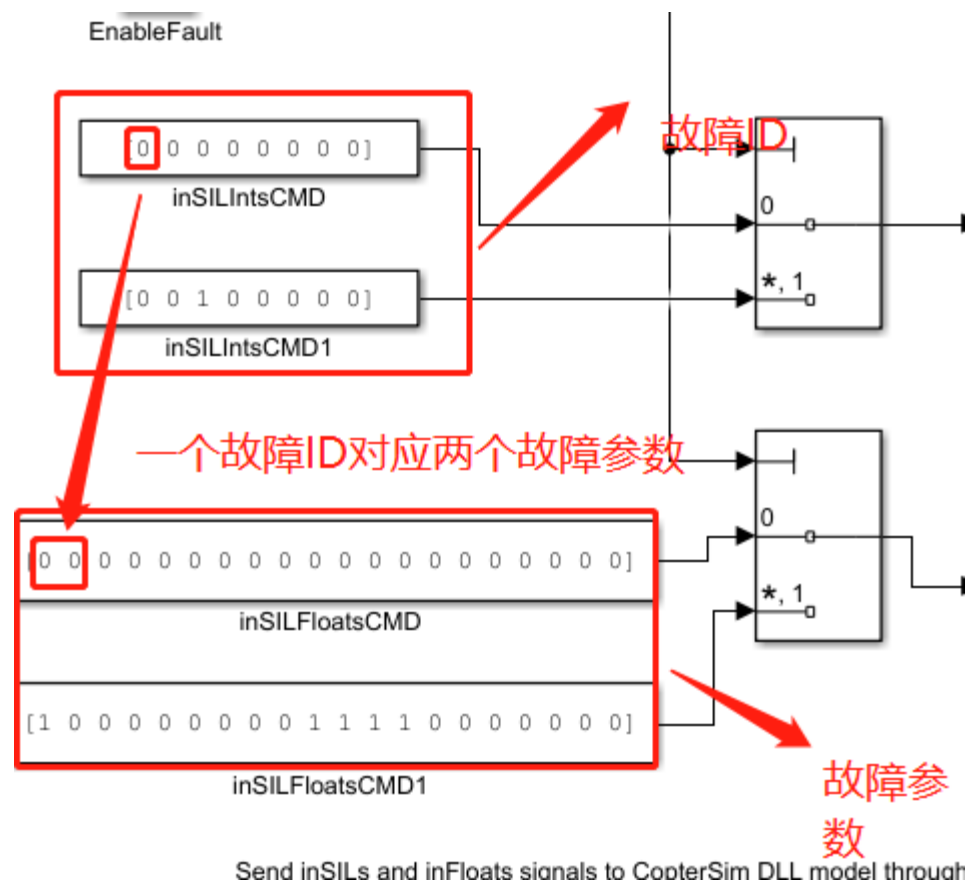 EnableFault
[0 0 0 0 0 0 0 0]
inSILIntsCMD
故障ID
0
*, 1
[0 0 1 0 0 0 0 0]
inSILIntsCMD1
一个故障ID对应两个故障参数
[0 0 0 0 0 0 0 0 0 0 0 0 0 0 0 0 0 0 0 0]
inSILFloatsCMD
0
*, 1
[1 0 0 0 0 0 0 0 0 1 1 1 1 0 0 0 0 0 0 0]
inSILFloatsCMD1
故障参
数
Send inSILs and inFloats signals to CopterSim DLL model through